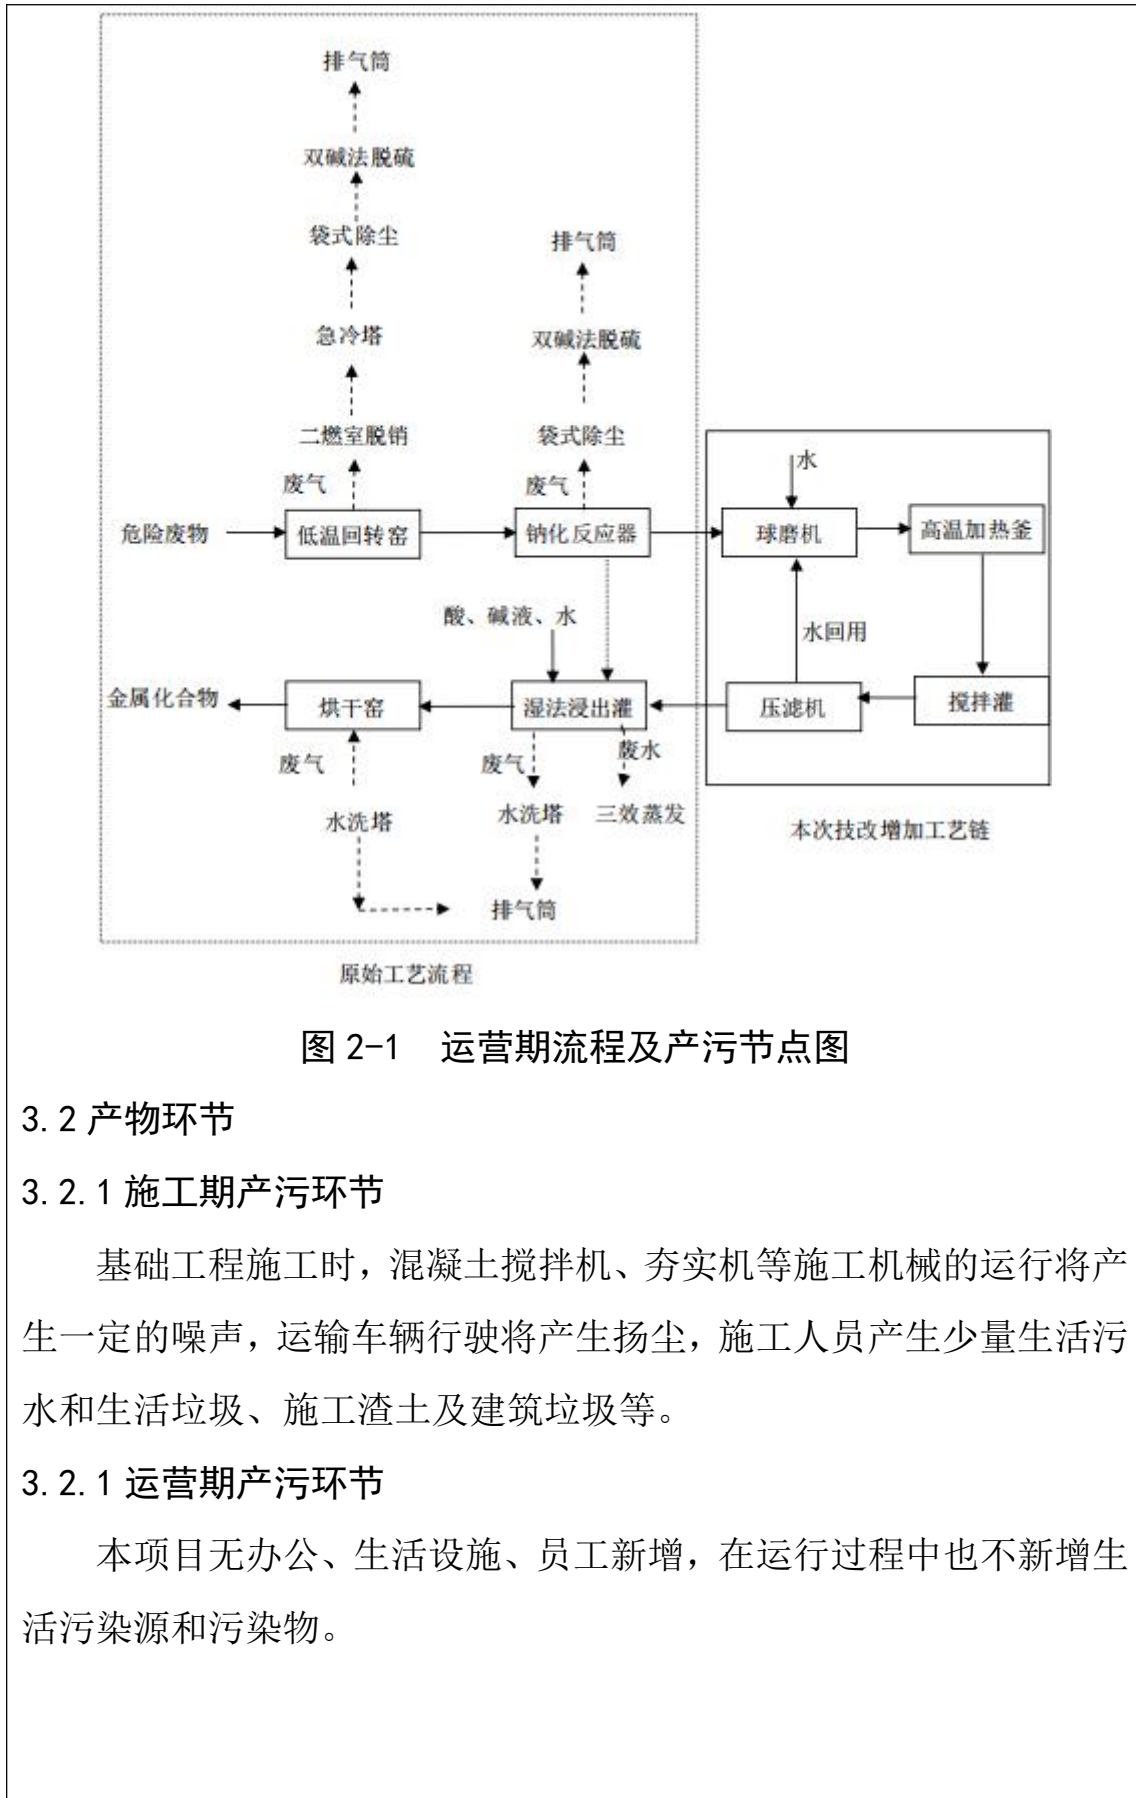 排气筒
双碱法脱硫
袋式除尘
排气筒
急冷塔
双碱法脱硫
二燃室脱销
袋式除尘
废气
废气
水
危险废物
低温回转窑
钠化反应器
球磨机
高温加热釜
酸、碱液、水
水回用
金属化合物
烘干窑
湿法浸出灌
压滤机
搅拌灌
废气
废气
废水
水洗塔
水洗塔
三效蒸发
本次技改增加工艺链
排气筒
原始工艺流程
图 2-1 运营期流程及产污节点图
3.2 产物环节
3.2.1 施工期产污环节
基础工程施工时，混凝土搅拌机、夯实机等施工机械的运行将产
生一定的噪声，运输车辆行驶将产生扬尘，施工人员产生少量生活污
水和生活垃圾、施工渣土及建筑垃圾等。
3.2.1 运营期产污环节
本项目无办公、生活设施、员工新增，在运行过程中也不新增生
活污染源和污染物。